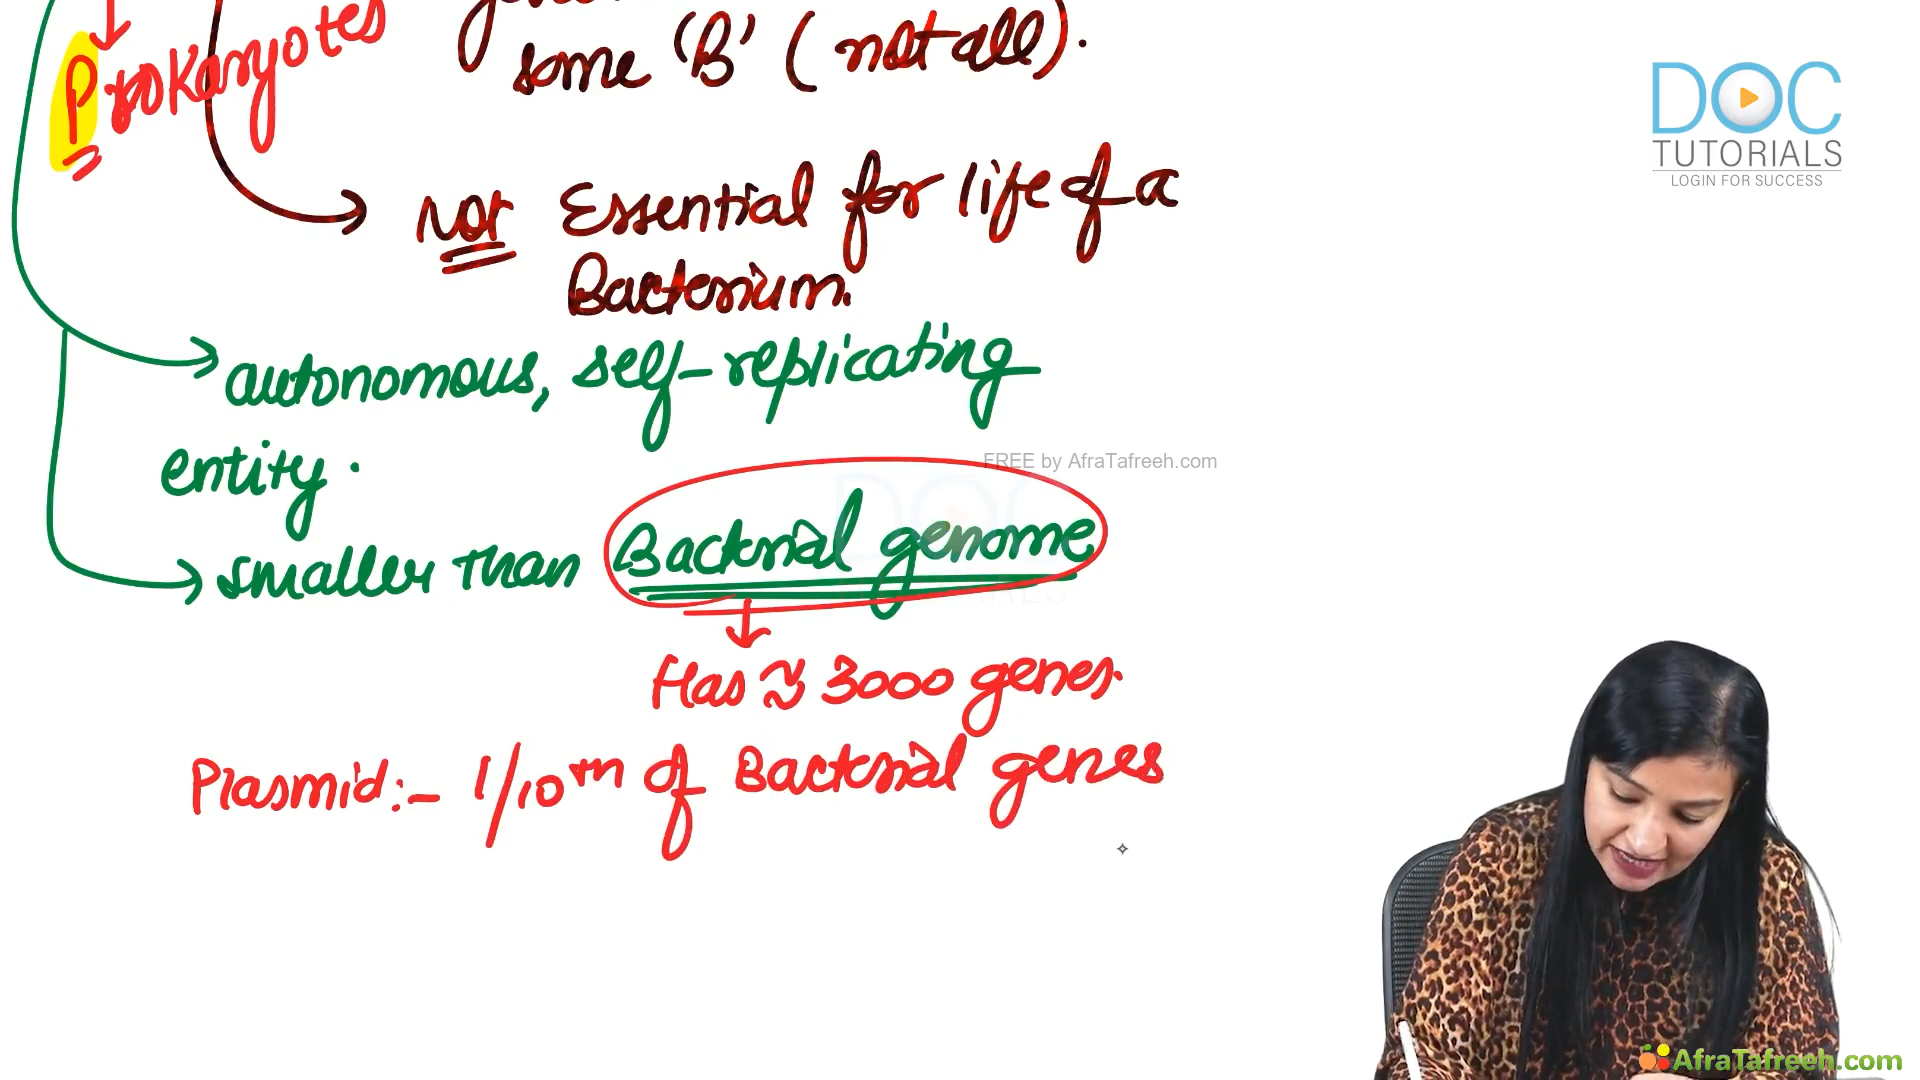 some 'B' (not all).
Prokaryotes
DOC
TUTORIALS
LOGIN FOR SUCCESS
Not Essential for life of a
Bacterium.
autonomous, self-replicating
entity.
FREE by AfraTafreeh.com
smaller than Bacterial genome
Has ≈ 3000 genes.
Plasmid:- 1/10th of Bacterial genes
AfraTafreeh.com